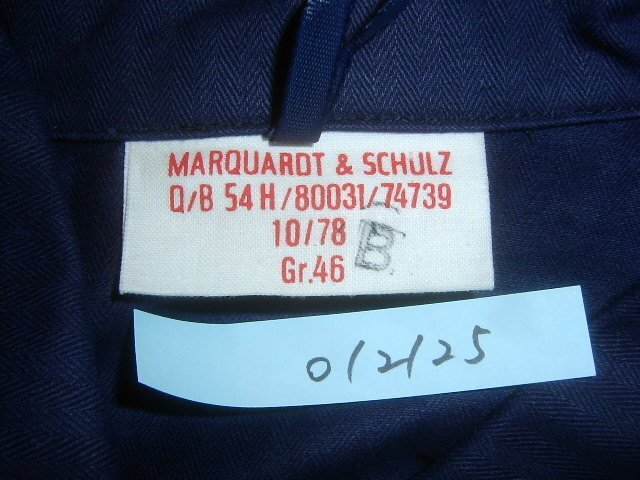 MARQUARDT & SCHULZ
Q/B 54 H/80031/74739
10/78
B
Gr.46
012125